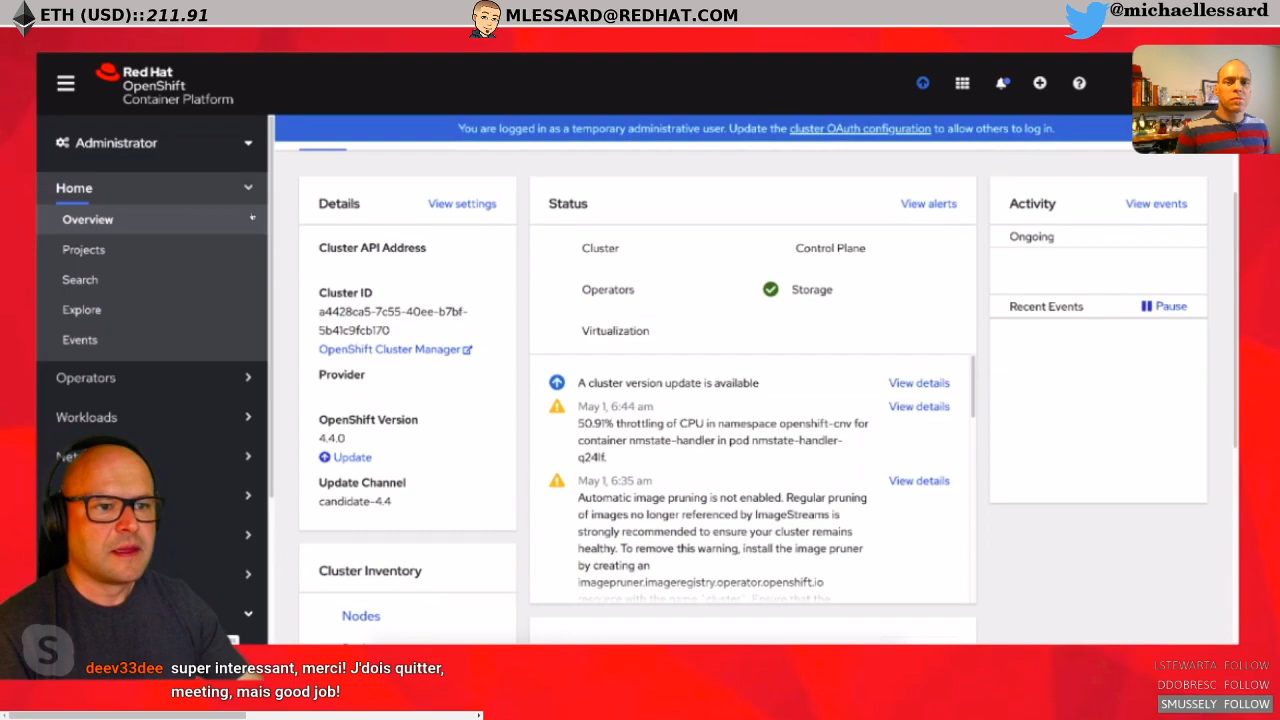 ETH (USD)::211.91
MLESSARD@REDHAT.COM
@michaellessard
Red Hat
OpenShift
Container Platform
Administrator
You are logged in as a temporary administrative user. Update the cluster OAuth configuration to allow others to log in.
Home
Overview
Projects
Search
Explore
Events
Operators
Workloads
Details
View settings
Cluster API Address
Cluster ID
a4428ca5-7c55-40ee-b7bf-
5b41c9fcb170
OpenShift Cluster Manager
Provider
OpenShift Version
4.4.0
Update
Update Channel
candidate-4.4
Cluster Inventory
Nodes
Status
View alerts
Cluster
Control Plane
Operators
Storage
Virtualization
A cluster version update is available
View details
May 1, 6:44 am
View details
50.91% throttling of CPU in namespace openshift-cnv for
container nmstate-handler in pod nmstate-handler-
q24lf.
May 1, 6:35 am
View details
Automatic image pruning is not enabled. Regular pruning
of images no longer referenced by ImageStreams is
strongly recommended to ensure your cluster remains
healthy. To remove this warning, install the image pruner
by creating an
imagepruner.imageregistry.operator.openshift.io
resource with the name `cluster`. Ensure that the
Activity
View events
Ongoing
Recent Events
Pause
deev33dee super interessant, merci! J'dois quitter,
meeting, mais good job!
LSTEWARTA FOLLOW
DDOBRESC FOLLOW
SMUSSELY FOLLOW